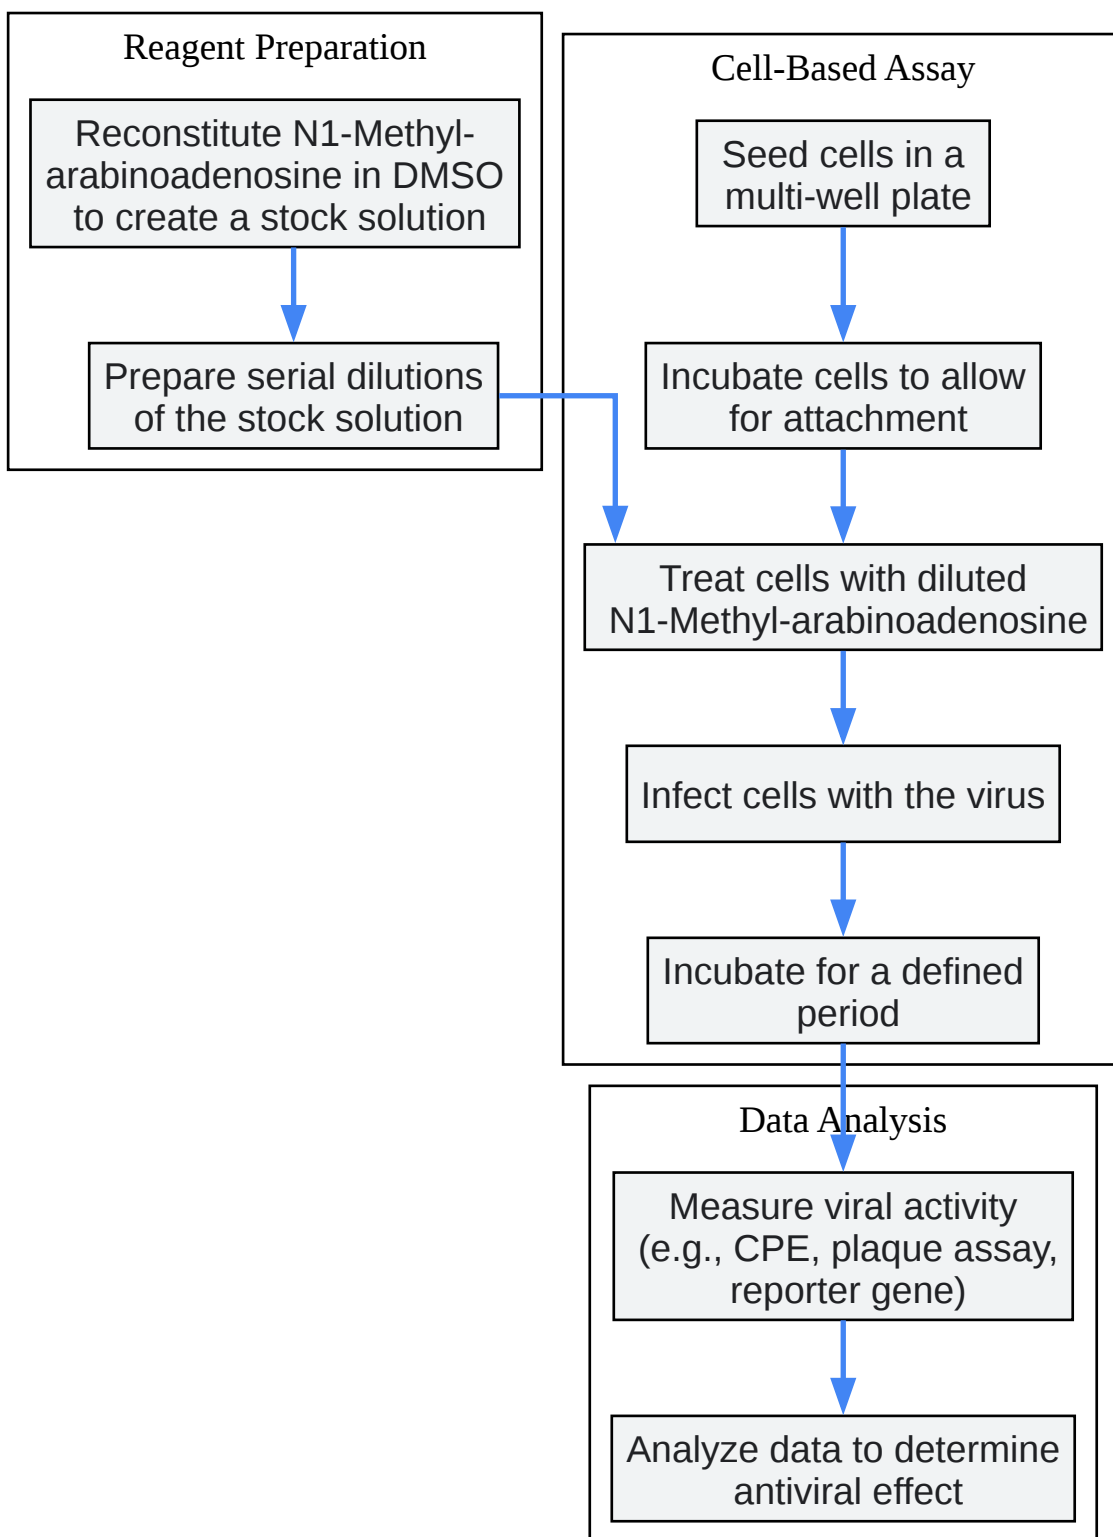 Reagent Preparation
Reconstitute N1-Methyl-
arabinoadenosine in DMSO
to create a stock solution
Prepare serial dilutions
of the stock solution
Cell-Based Assay
Seed cells in a
multi-well plate
Incubate cells to allow
for attachment
Treat cells with diluted
N1-Methyl-arabinoadenosine
Infect cells with the virus
Incubate for a defined
period
Data Analysis
Measure viral activity
(e.g., CPE, plaque assay,
reporter gene)
Analyze data to determine
antiviral effect